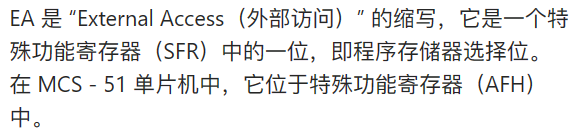 EA 是 “External Access（外部访问）” 的缩写，它是一个特
殊功能寄存器（SFR）中的一位，即程序存储器选择位。
在 MCS - 51 单片机中，它位于特殊功能寄存器（AFH）
中。